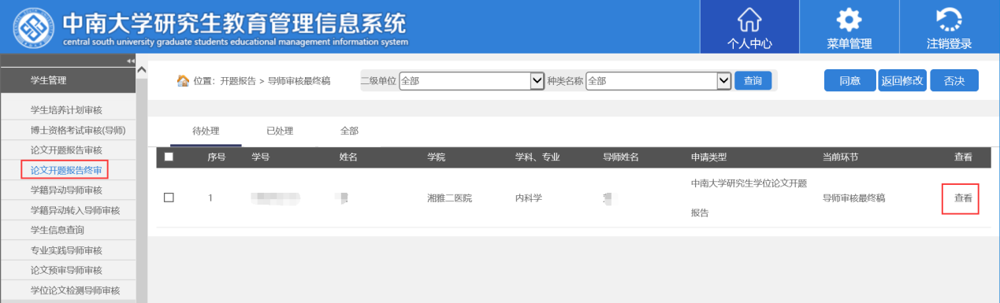 中南大学研究生教育管理信息系统
central south university graduate students educational management information system
个人中心
菜单管理
注销登录
学生管理
学生培养计划审核
博士资格考试审核(导师)
论文开题报告审核
论文开题报告终审
学籍异动导师审核
学籍异动转入导师审核
学生信息查询
专业实践导师审核
论文预审导师审核
学位论文检测导师审核
位置：开题报告 > 导师审核最终稿
二级单位 全部 种类名称 全部 查询 同意 返回修改 否决
待处理 已处理 全部
序号 学号 姓名 学院 学科、专业 导师姓名 申请类型 当前环节 查看
1 湘雅二医院 内科学 中南大学研究生学位论文开题 导师审核最终稿 查看
报告